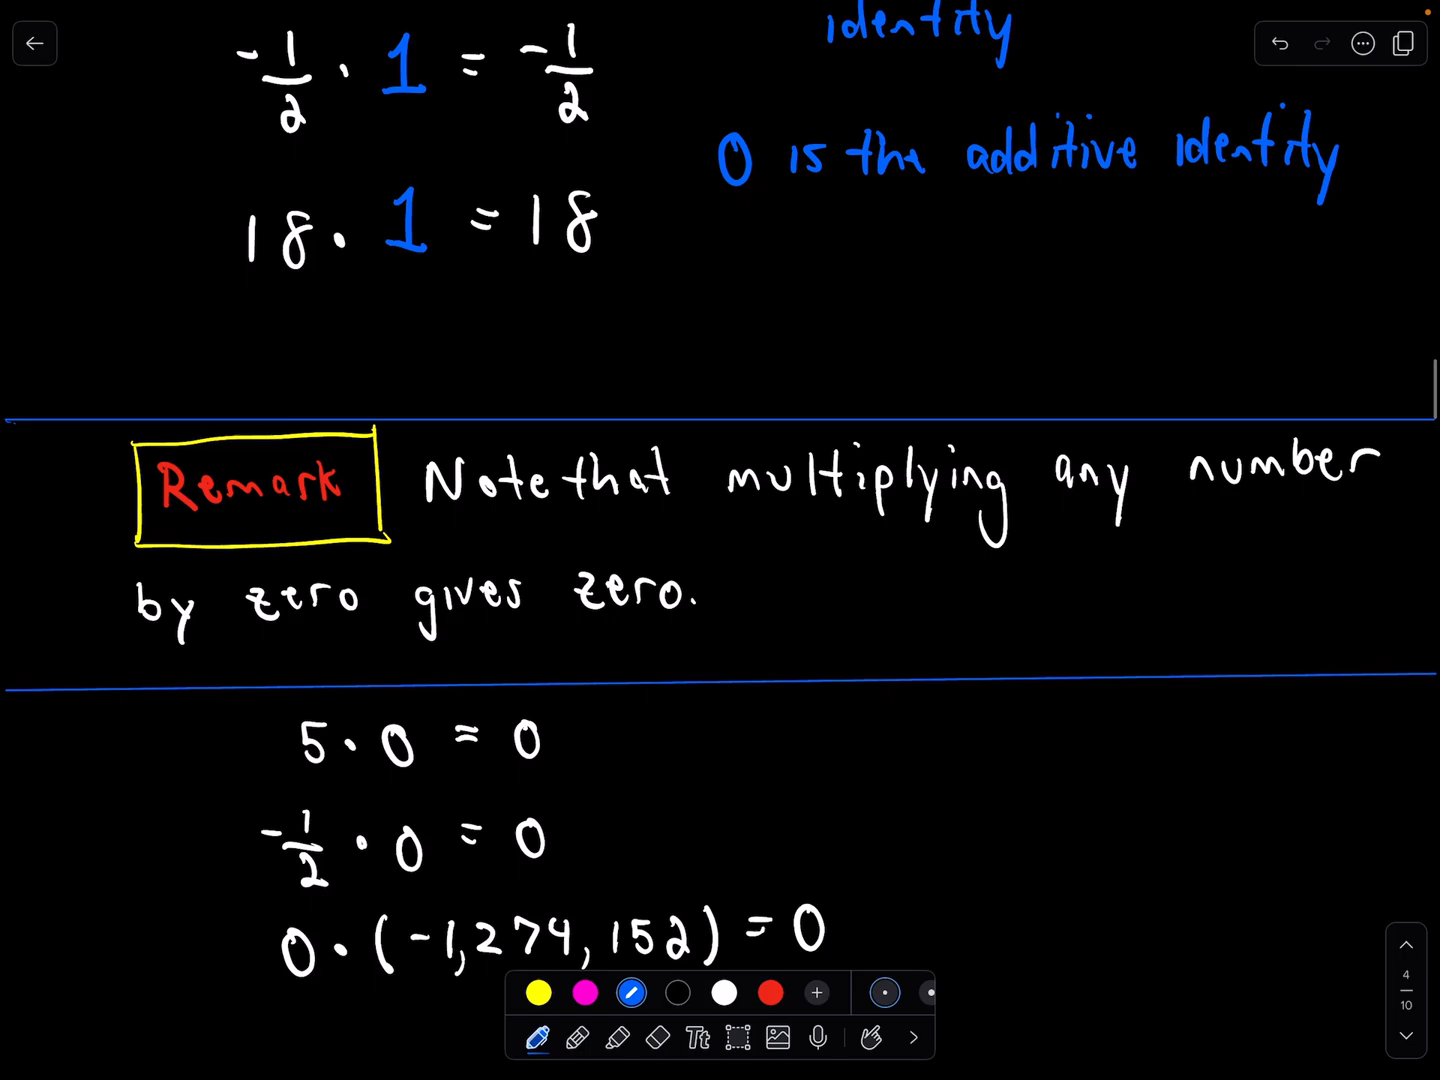 identity
-1/2 · 1 = -1/2
0 is the additive identity
18 · 1 = 18
Remark Note that multiplying any number
by zero gives zero.
5 · 0 = 0
-1/2 · 0 = 0
0 · (-1,274,152) = 0
Tt
4
10